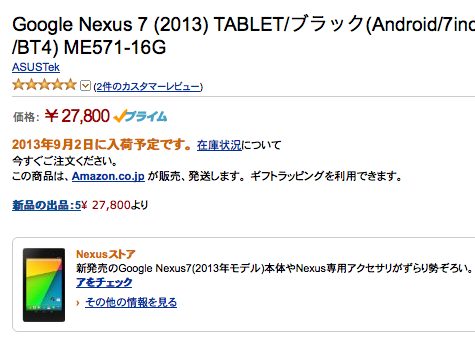 Google Nexus 7 (2013) TABLET/ブラック(Android/7inc
/BT4) ME571-16G
ASUSTek
(2件のカスタマーレビュー)
価格: ￥27,800 プライム
2013年9月2日に入荷予定です。 在庫状況について
今すぐご注文ください。
この商品は、Amazon.co.jp が販売、発送します。 ギフトラッピングを利用できます。
新品の出品：5￥ 27,800より
Nexusストア
新発売のGoogle Nexus7(2013年モデル)本体やNexus専用アクセサリがずらり勢ぞろい。
アをチェック
› その他の情報を見る